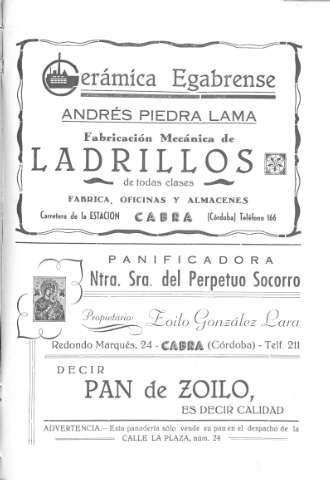 Cerámica Egabrense
ANDRÉS PIEDRA LAMA
Fabricación Mecánica de
LADRILLOS
de todas clases
FABRICA, OFICINAS Y ALMACENES
Carretera de la ESTACIÓN CABRA (Córdoba) Teléfono 166
PANIFICADORA
Ntra. Sra. del Perpetuo Socorro
Propietario: Zoilo González Lara
Redondo Marqués, 24 - CABRA (Córdoba) - Telf. 211
DECIR
PAN de ZOILO,
ES DECIR CALIDAD
ADVERTENCIA.- Esta panadería sólo vende su pan en el despacho de la
CALLE LA PLAZA, núm. 24